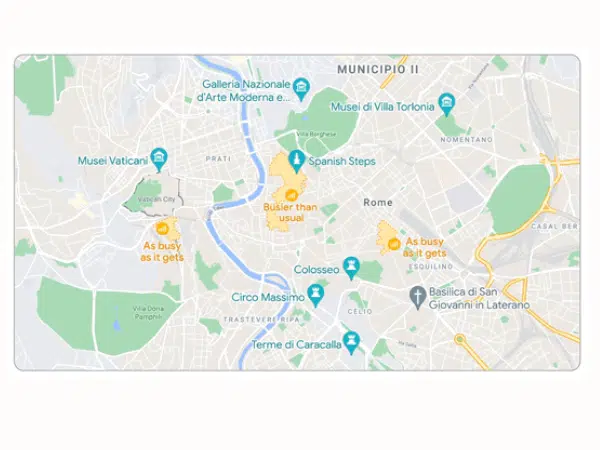 MUNICIPIO II
Galleria Nazionale
d'Arte Moderna e...
Musei di Villa Torlonia
Villa Borghese
NOMENTANO
Musei Vaticani
PRATI
Spanish Steps
Vatican City
Rome
Busier than
usual
CASAL BER
As busy
as it gets
As busy
as it gets
Colosseo
ESQUILINO
Circo Massimo
Basilica di San
Giovanni in Laterano
Villa Doria
Pamphili
CELIO
TRASTEVERE
RIPA
Terme di Caracalla